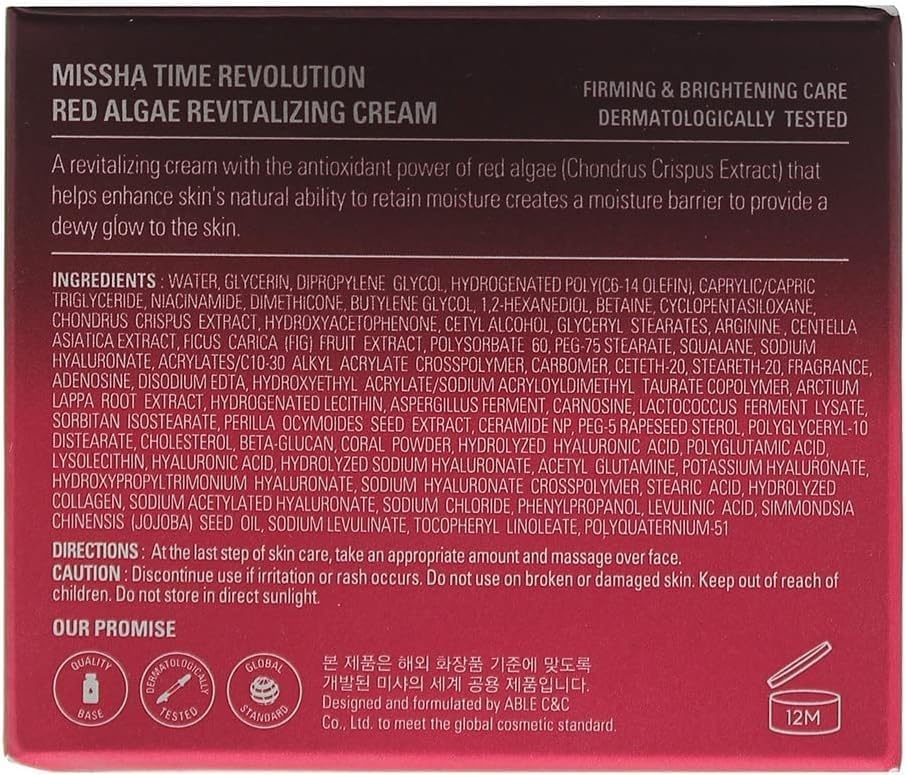 MISSHA TIME REVOLUTION
RED ALGAE REVITALIZING CREAM
FIRMING & BRIGHTENING CARE
DERMATOLOGICALLY TESTED
A revitalizing cream with the antioxidant power of red algae (Chondrus Crispus Extract) that
helps enhance skin's natural ability to retain moisture creates a moisture barrier to provide a
dewy glow to the skin.
INGREDIENTS : WATER, GLYCERIN, DIPROPYLENE GLYCOL, HYDROGENATED POLY(C6-14 OLEFIN), CAPRYLIC/CAPRIC
TRIGLYCERIDE, NIACINAMIDE, DIMETHICONE, BUTYLENE GLYCOL, 1,2-HEXANEDIOL, BETAINE, CYCLOPENTASILOXANE,
CHONDRUS CRISPUS EXTRACT, HYDROXYACETOPHENONE, CETYL ALCOHOL, GLYCERYL STEARATES, ARGININE, CENTELLA
ASIATICA EXTRACT, FICUS CARICA (FIG) FRUIT EXTRACT, POLYSORBATE 60, PEG-75 STEARATE, SQUALANE, SODIUM
HYALURONATE, ACRYLATES/C10-30 ALKYL ACRYLATE CROSSPOLYMER, CARBOMER, CETETH-20, STEARETH-20, FRAGRANCE,
ADENOSINE, DISODIUM EDTA, HYDROXYETHYL ACRYLATE/SODIUM ACRYLOYLDIMETHYL TAURATE COPOLYMER, ARCTIUM
LAPPA ROOT EXTRACT, HYDROGENATED LECITHIN, ASPERGILLUS FERMENT, CARNOSINE, LACTOCOCCUS FERMENT LYSATE,
SORBITAN ISOSTEARATE, PERILLA OCYMOIDES SEED EXTRACT, CERAMIDE NP, PEG-5 RAPESEED STEROL, POLYGLYCERYL-10
DISTEARATE, CHOLESTEROL, BETA-GLUCAN, CORAL POWDER, HYDROLYZED HYALURONIC ACID, POLYGLUTAMIC ACID,
LYSOLECITHIN, HYALURONIC ACID, HYDROLYZED SODIUM HYALURONATE, ACETYL GLUTAMINE, POTASSIUM HYALURONATE,
HYDROXYPROPYLTRIMONIUM HYALURONATE, SODIUM HYALURONATE CROSSPOLYMER, STEARIC ACID, HYDROLYZED
COLLAGEN, SODIUM ACETYLATED HYALURONATE, SODIUM CHLORIDE, PHENYLPROPANOL, LEVULINIC ACID, SIMMONDSIA
CHINENSIS (JOJOBA) SEED OIL, SODIUM LEVULINATE, TOCOPHERYL LINOLEATE, POLYQUATERNIUM-51
DIRECTIONS : At the last step of skin care, take an appropriate amount and massage over face.
CAUTION : Discontinue use if irritation or rash occurs. Do not use on broken or damaged skin. Keep out of reach of
children. Do not store in direct sunlight.
OUR PROMISE
QUALITY
BASE
DERMATOLOGICALLY
TESTED
GLOBAL
STANDARD
본 제품은 해외 화장품 기준에 맞도록
개발된 미샤의 세계 공용 제품입니다.
Designed and formulated by ABLE C&C
Co., Ltd. to meet the global cosmetic standard.
12M